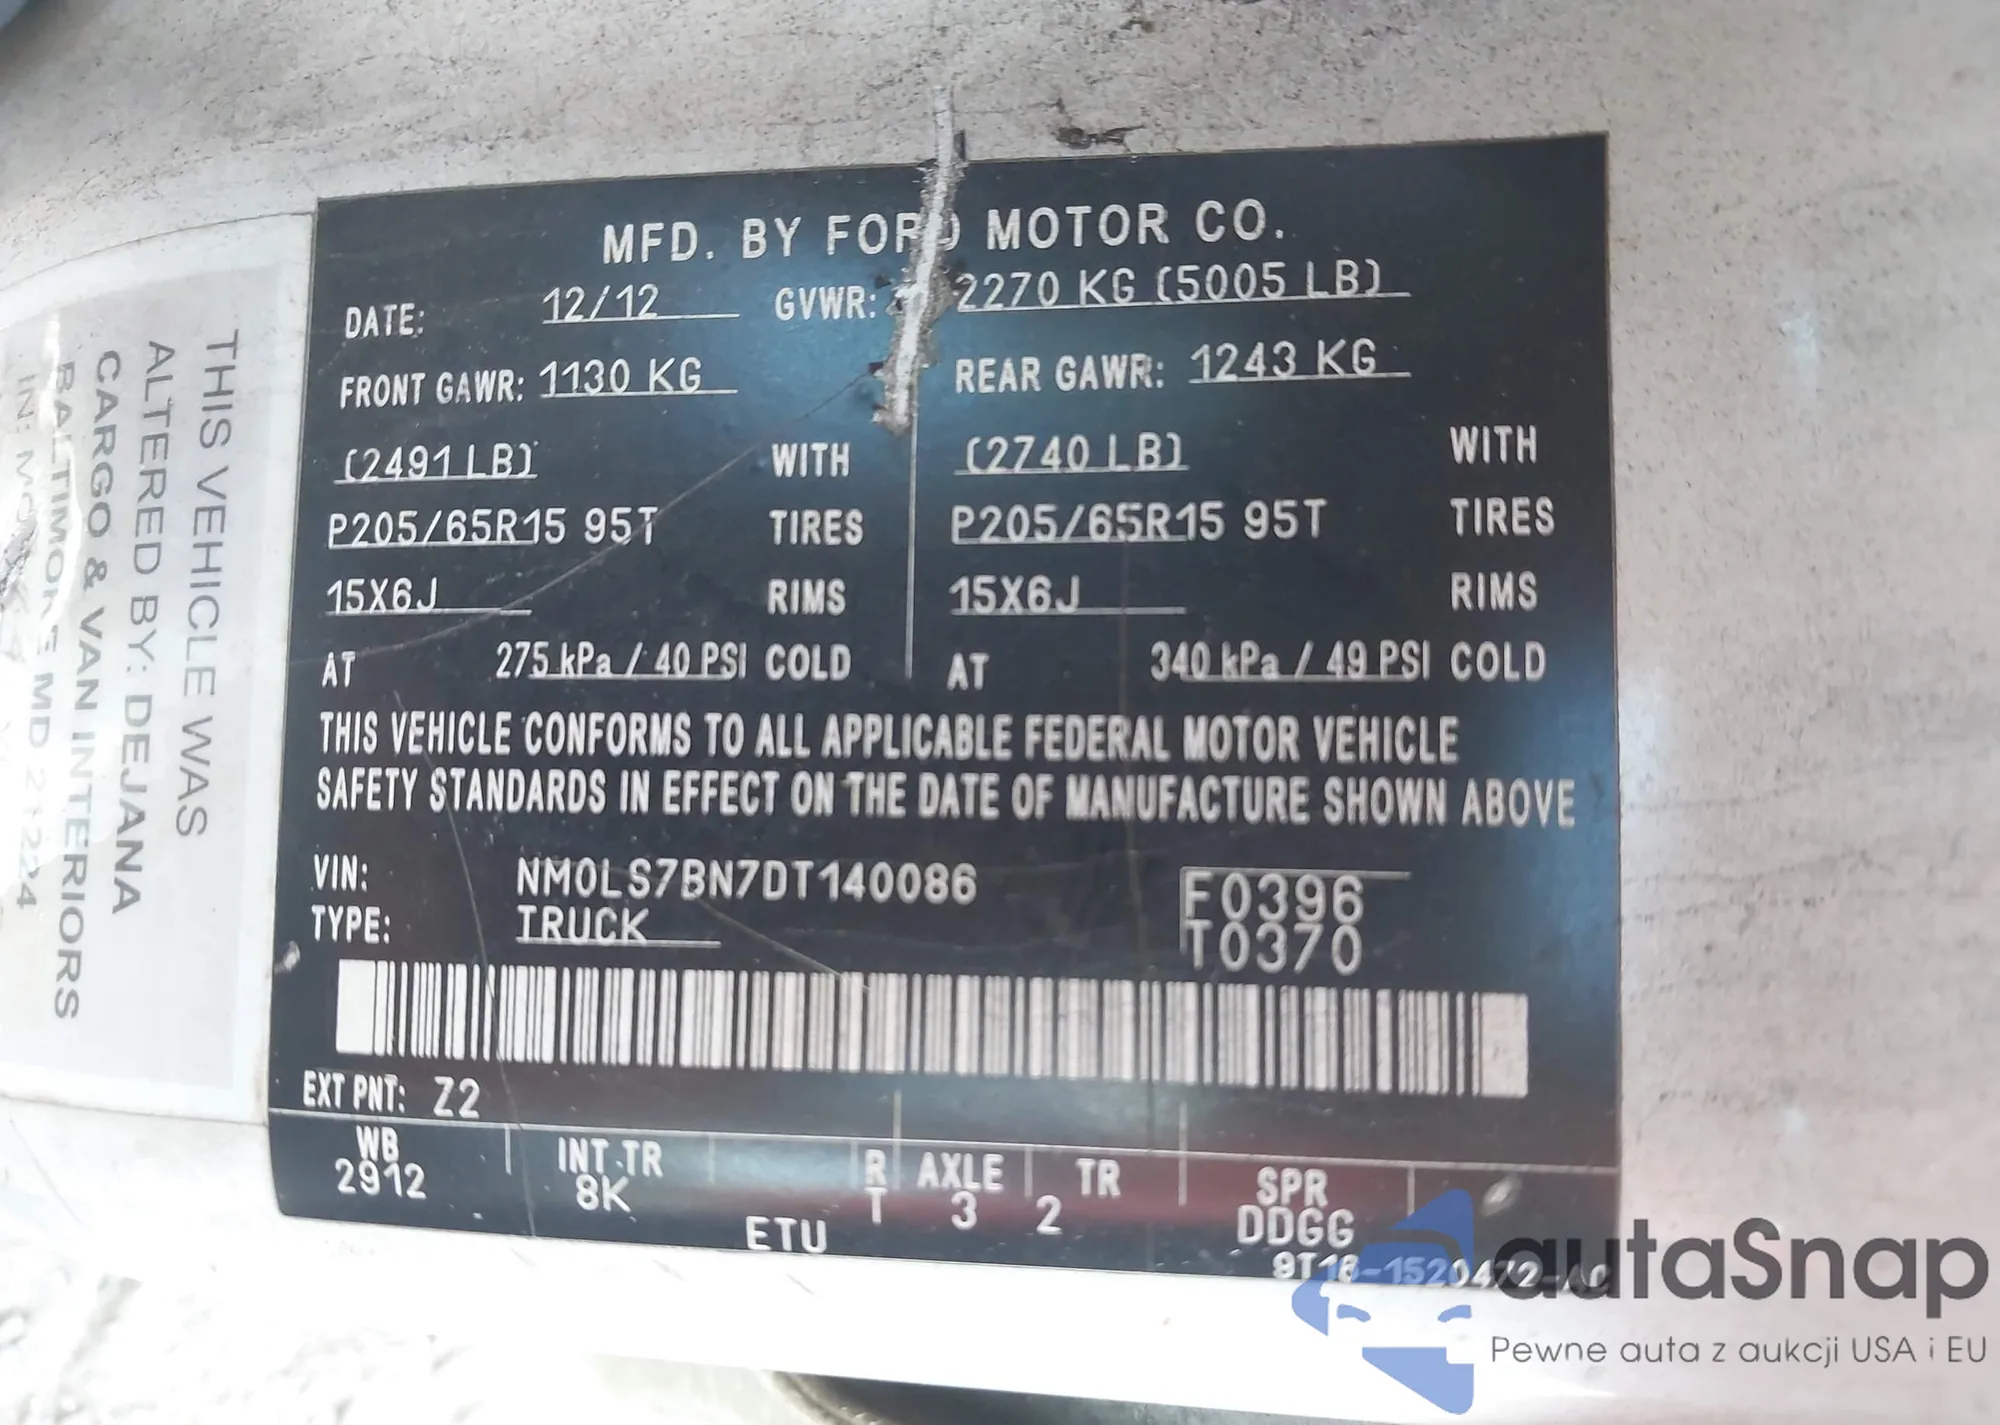 MFD. BY FORD MOTOR CO.
DATE: 12/12 GVWR: 2270 KG (5005 LB)
FRONT GAWR: 1130 KG REAR GAWR: 1243 KG
(2491 LB) WITH (2740 LB) WITH
P205/65R15 95T TIRES P205/65R15 95T TIRES
15X6J RIMS 15X6J RIMS
AT 275 kPa / 40 PSI COLD AT 340 kPa / 49 PSI COLD
THIS VEHICLE CONFORMS TO ALL APPLICABLE FEDERAL MOTOR VEHICLE
SAFETY STANDARDS IN EFFECT ON THE DATE OF MANUFACTURE SHOWN ABOVE
VIN: NM0LS7BN7DT140086 F0396
TYPE: TRUCK T0370
EXT PNT: Z2
WB INT TR RT AXLE TR SPR
2912 8K 3 2 DDGG
ETU
THIS VEHICLE WAS
ALTERED BY: DEJANA
CARGO & VAN INTERIORS
BALTIMORE MD 21224
IN:
autaSnap
Pewne auta z aukcji USA i EU